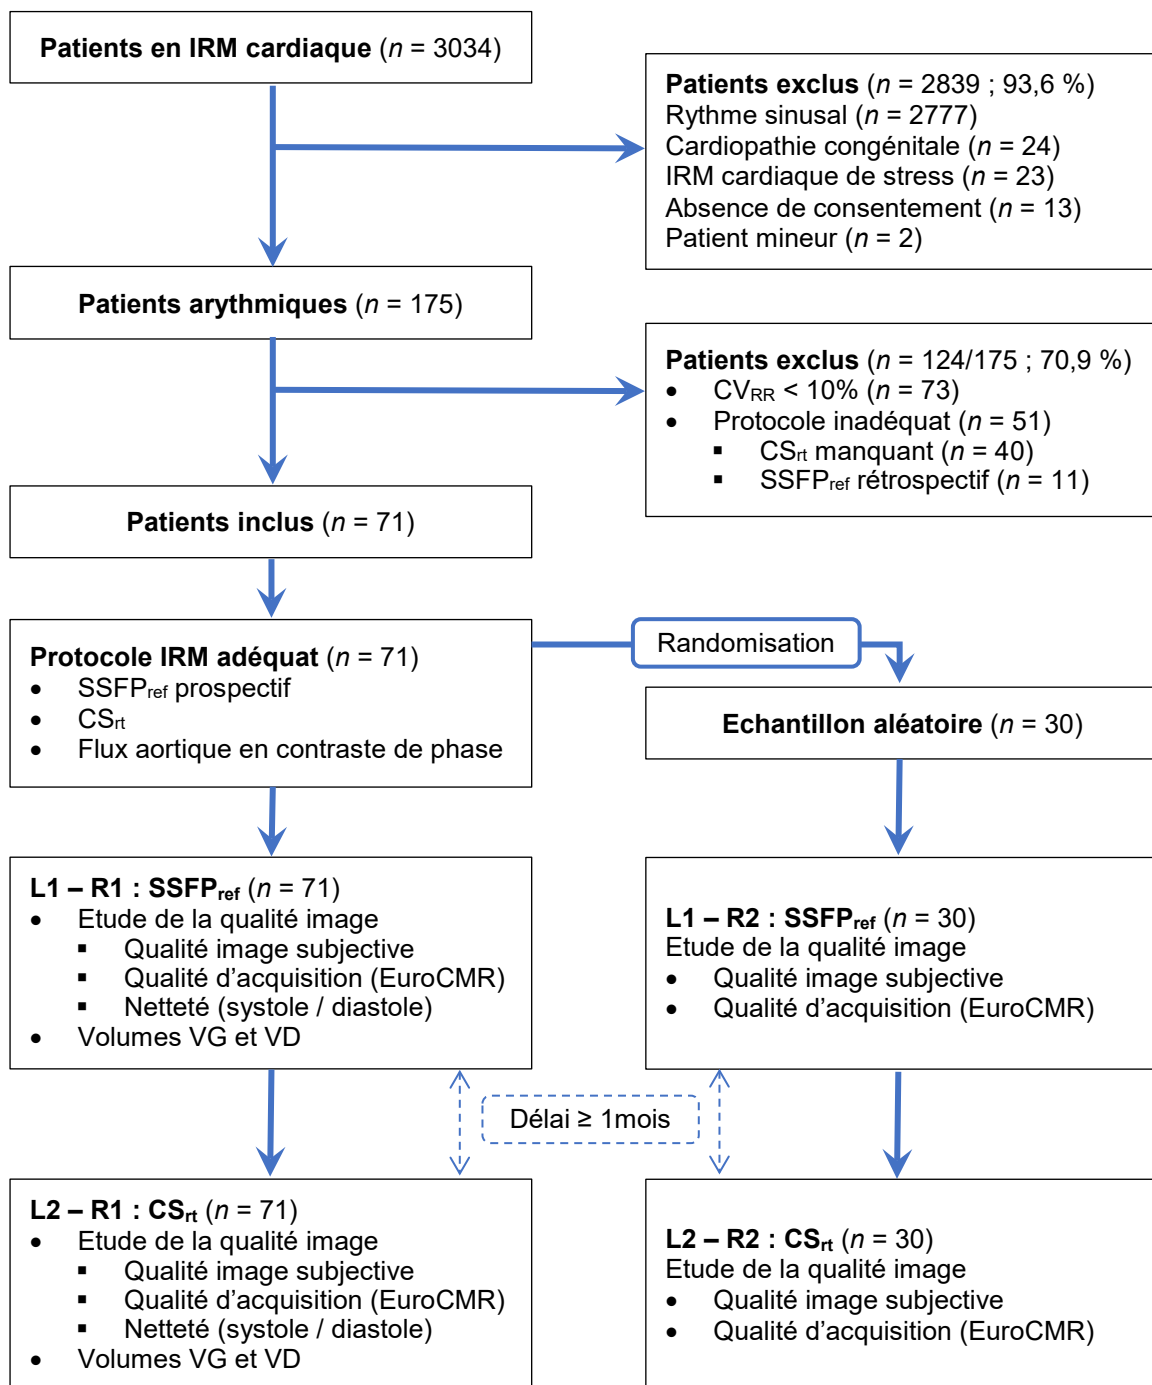 Patients en IRM cardiaque (n = 3034)
Patients exclus (n = 2839 ; 93,6 %)
Rythme sinusal (n = 2777)
Cardiopathie congénitale (n = 24)
IRM cardiaque de stress (n = 23)
Absence de consentement (n = 13)
Patient mineur (n = 2)
Patients arythmiques (n = 175)
Patients exclus (n = 124/175 ; 70,9 %)
• CVRR < 10% (n = 73)
• Protocole inadéquat (n = 51)
▪ CSrt manquant (n = 40)
▪ SSFPref rétrospectif (n = 11)
Patients inclus (n = 71)
Protocole IRM adéquat (n = 71)
• SSFPref prospectif
• CSrt
• Flux aortique en contraste de phase
Randomisation
Echantillon aléatoire (n = 30)
L1 – R1 : SSFPref (n = 71)
• Etude de la qualité image
▪ Qualité image subjective
▪ Qualité d'acquisition (EuroCMR)
▪ Netteté (systole / diastole)
• Volumes VG et VD
L1 – R2 : SSFPref (n = 30)
Etude de la qualité image
• Qualité image subjective
• Qualité d'acquisition (EuroCMR)
Délai ≥ 1mois
L2 – R1 : CSrt (n = 71)
• Etude de la qualité image
▪ Qualité image subjective
▪ Qualité d'acquisition (EuroCMR)
▪ Netteté (systole / diastole)
• Volumes VG et VD
L2 – R2 : CSrt (n = 30)
Etude de la qualité image
• Qualité image subjective
• Qualité d'acquisition (EuroCMR)